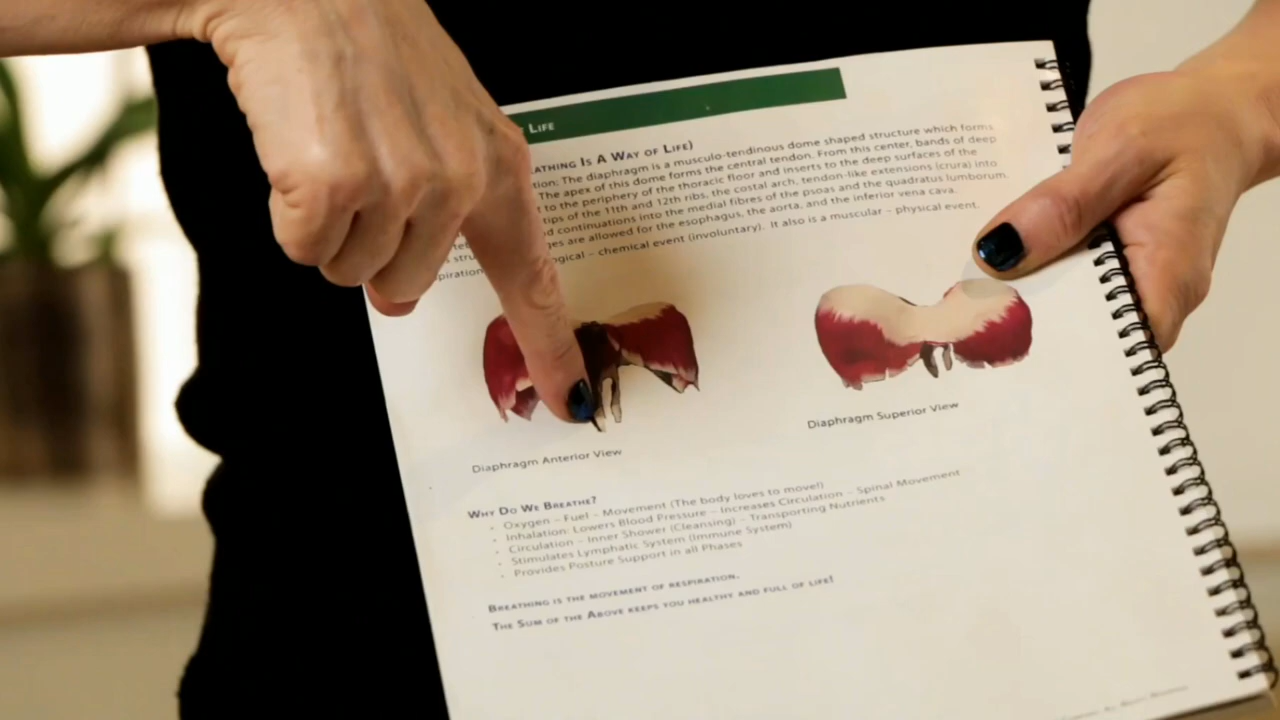 Life
athing Is A Way of Life)
tion: The diaphragm is a musculo-tendinous dome shaped structure which forms
The apex of this dome forms the central tendon. From this center, bands of deep
t to the periphery of the thoracic floor and inserts to the deep surfaces of the
tips of the 11th and 12th ribs, the costal arch, tendon-like extensions (crura) into
d continuations into the medial fibres of the psoas and the quadratus lumborum.
ges are allowed for the esophagus, the aorta, and the inferior vena cava.
ogical – chemical event (involuntary). It also is a muscular – physical event.
Diaphragm Anterior View
Diaphragm Superior View
Why Do We Breathe?
• Oxygen – Fuel – Movement (The body loves to move!)
• Inhalation: Lowers Blood Pressure – Increases Circulation – Spinal Movement
• Circulation – Inner Shower (Cleansing) – Transporting Nutrients
• Stimulates Lymphatic System (Immune System)
• Provides Posture Support in all Phases
Breathing is the movement of respiration.
The Sum of the Above keeps you healthy and full of life!